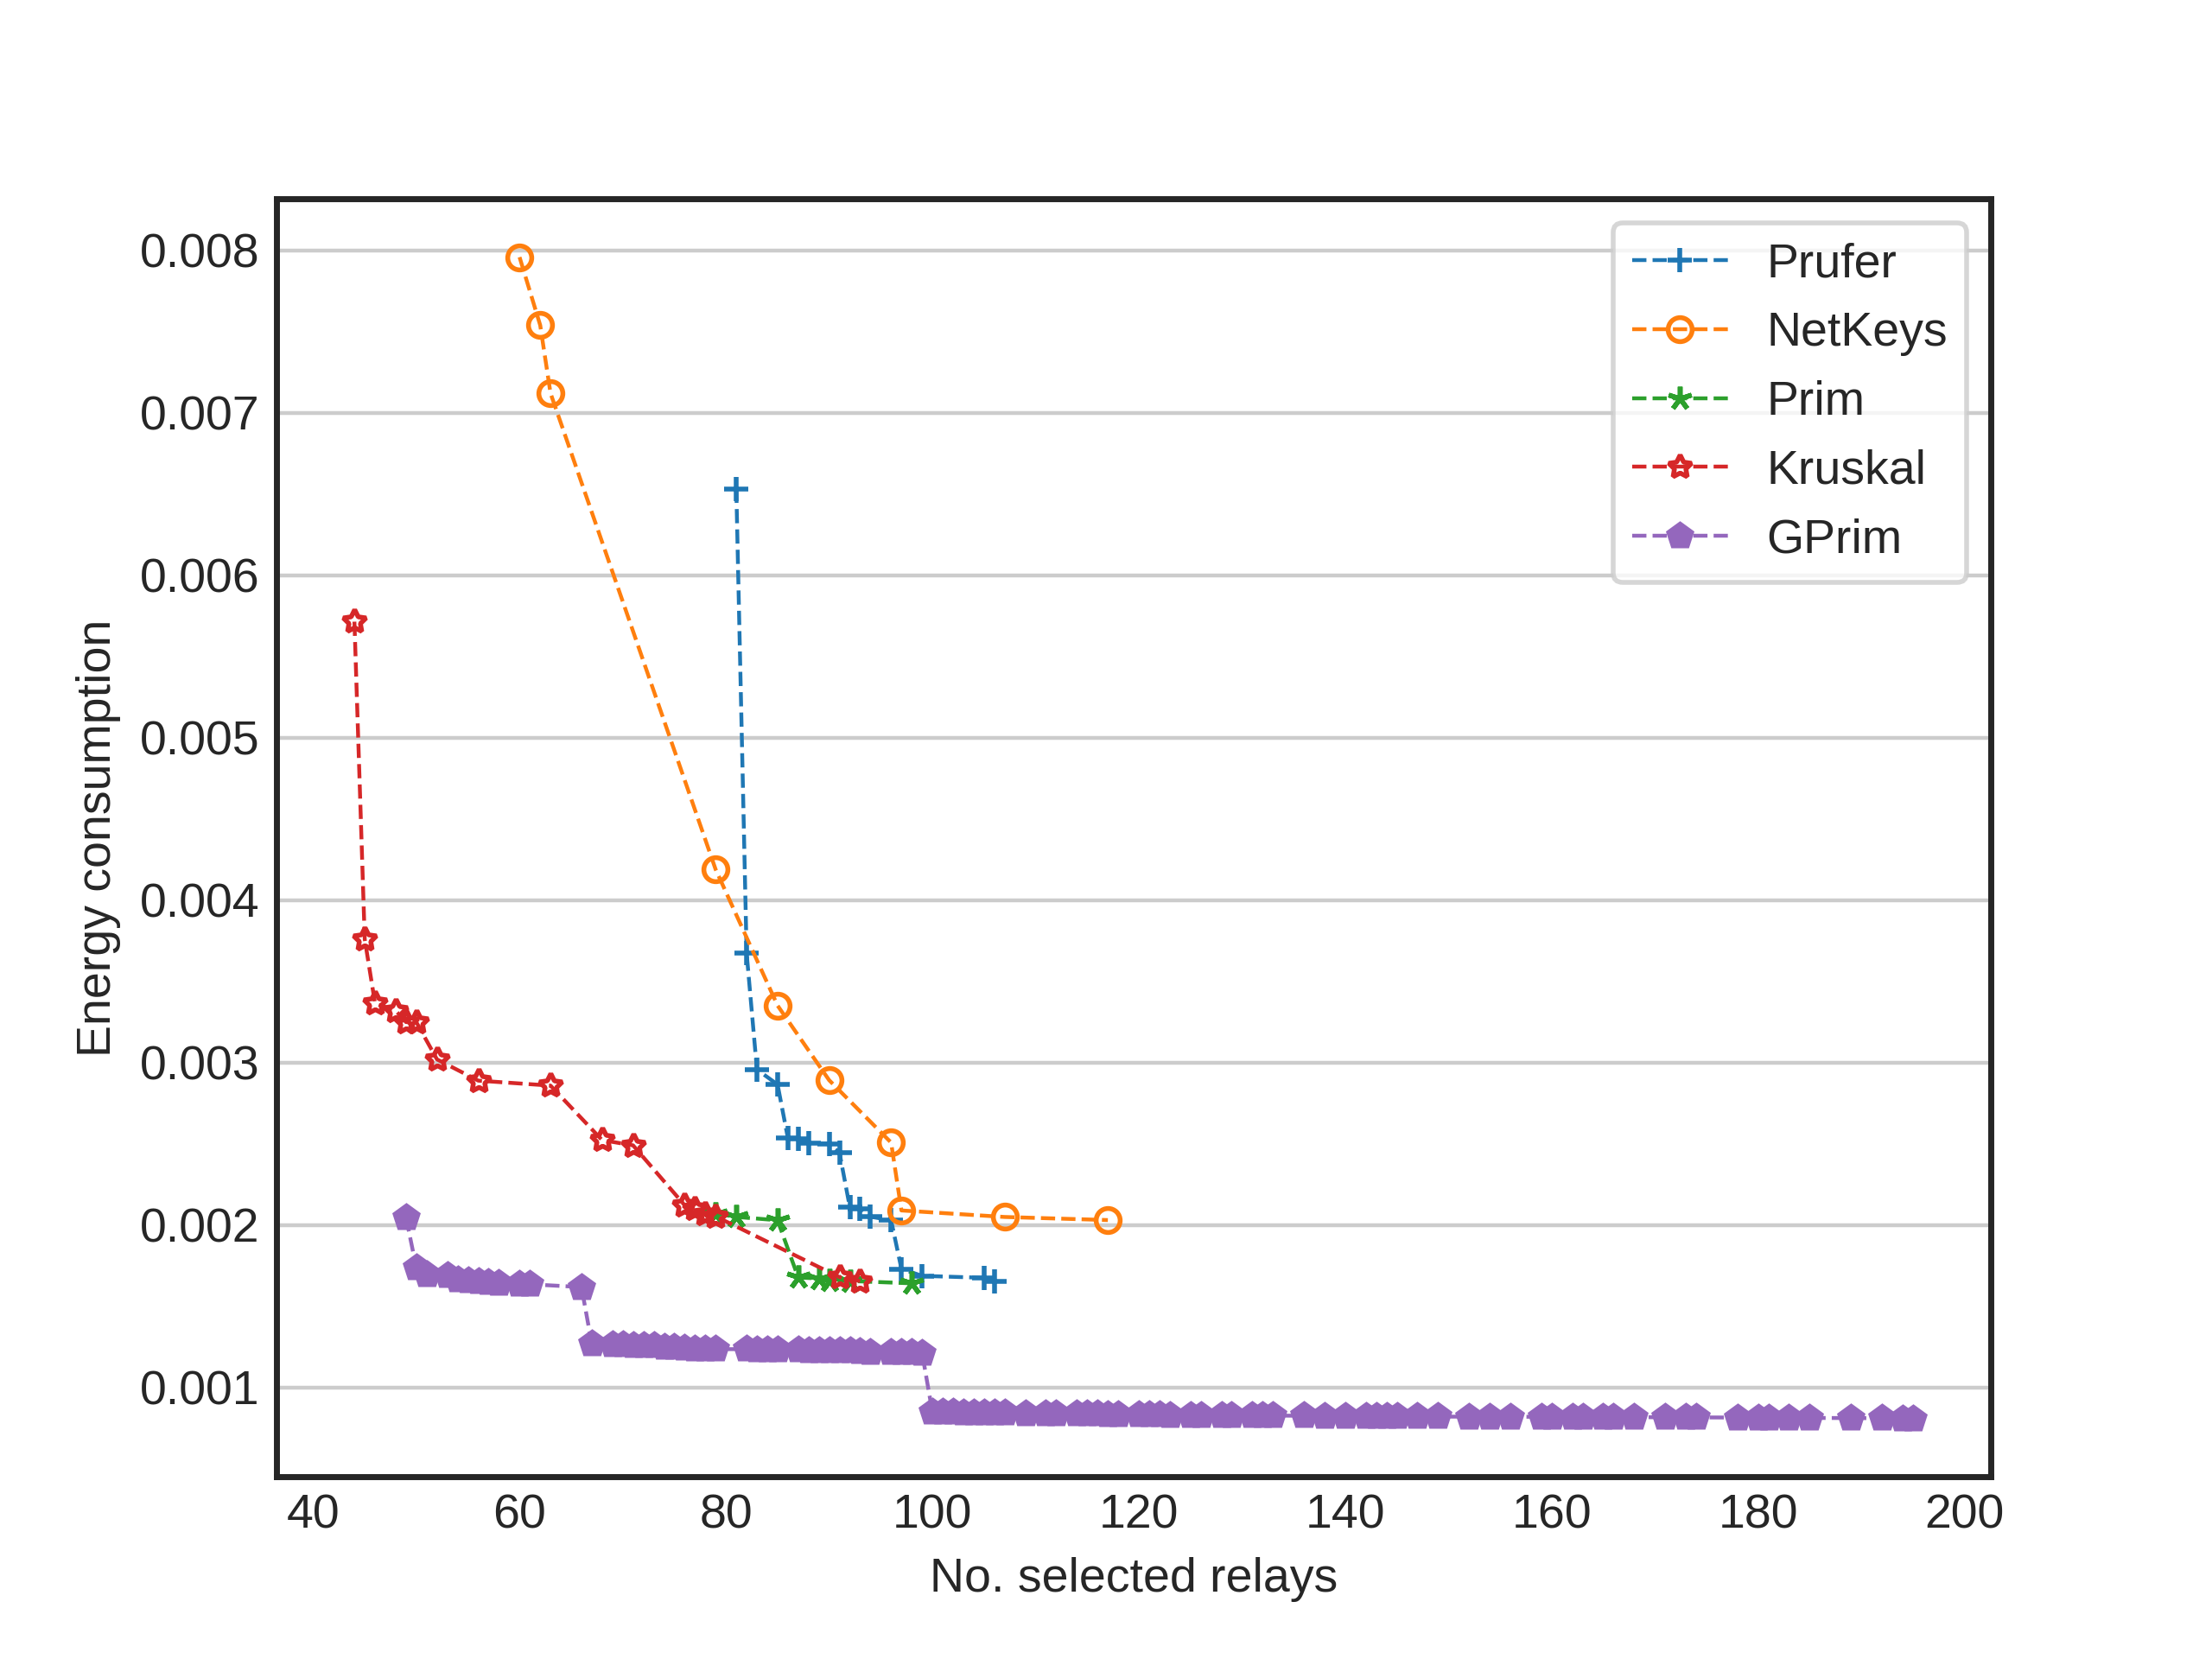 Prufer
NetKeys
Prim
Kruskal
GPrim
0.008
0.007
0.006
0.005
0.004
0.003
0.002
0.001
Energy consumption
40 60 80 100 120 140 160 180 200
No. selected relays